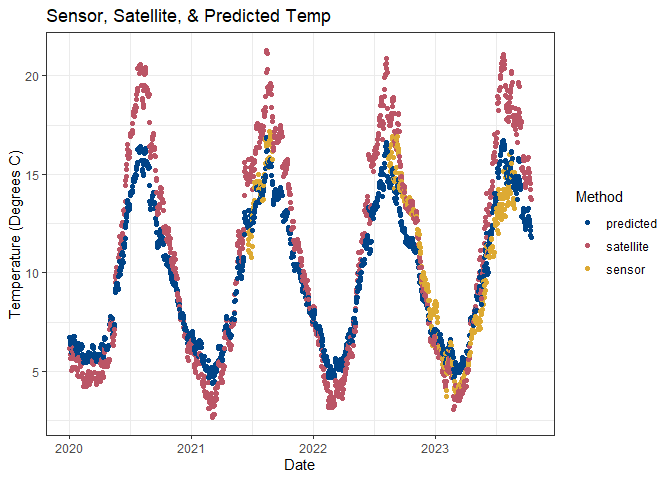 Sensor, Satellite, & Predicted Temp
20
15
10
5
Temperature (Degrees C)
2020
2021
2022
2023
Date
Method
predicted
satellite
sensor